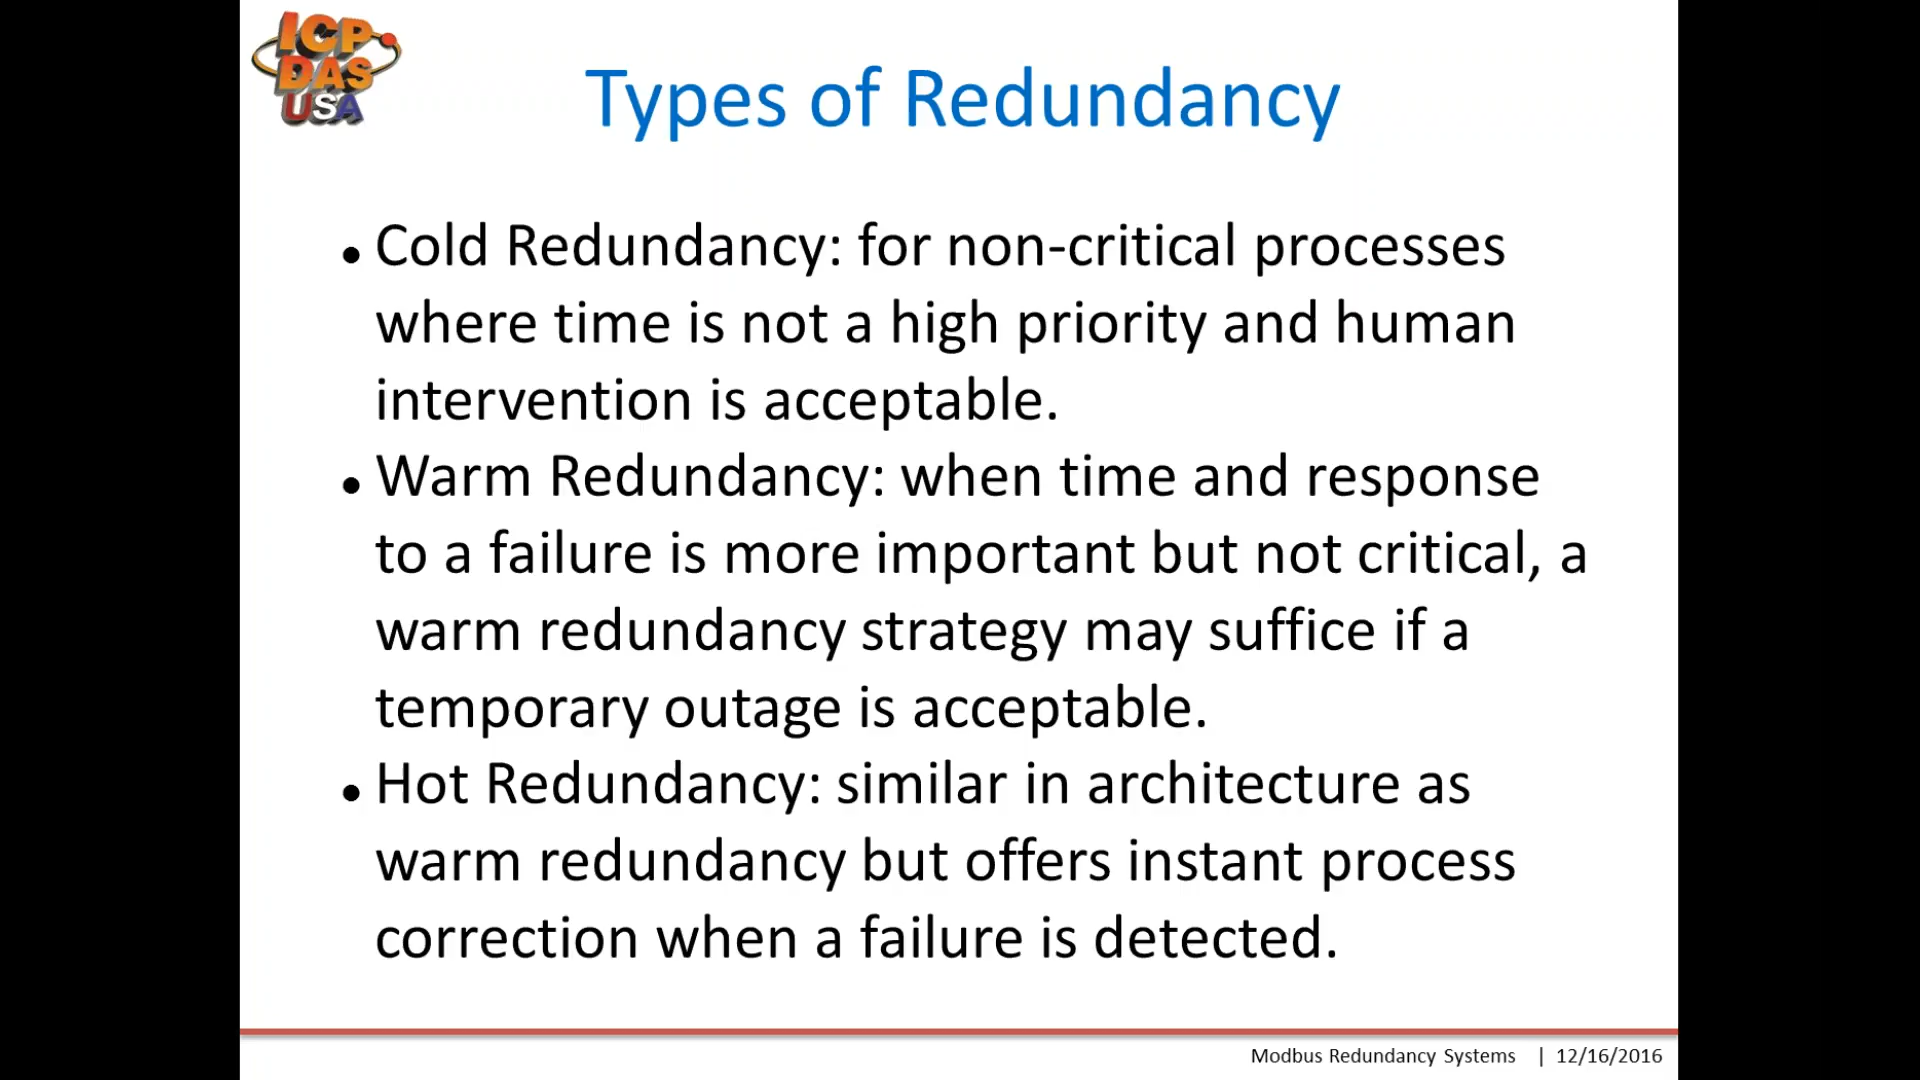 ICP
DAS
USA
Types of Redundancy
• Cold Redundancy: for non-critical processes
where time is not a high priority and human
intervention is acceptable.
• Warm Redundancy: when time and response
to a failure is more important but not critical, a
warm redundancy strategy may suffice if a
temporary outage is acceptable.
• Hot Redundancy: similar in architecture as
warm redundancy but offers instant process
correction when a failure is detected.
Modbus Redundancy Systems | 12/16/2016